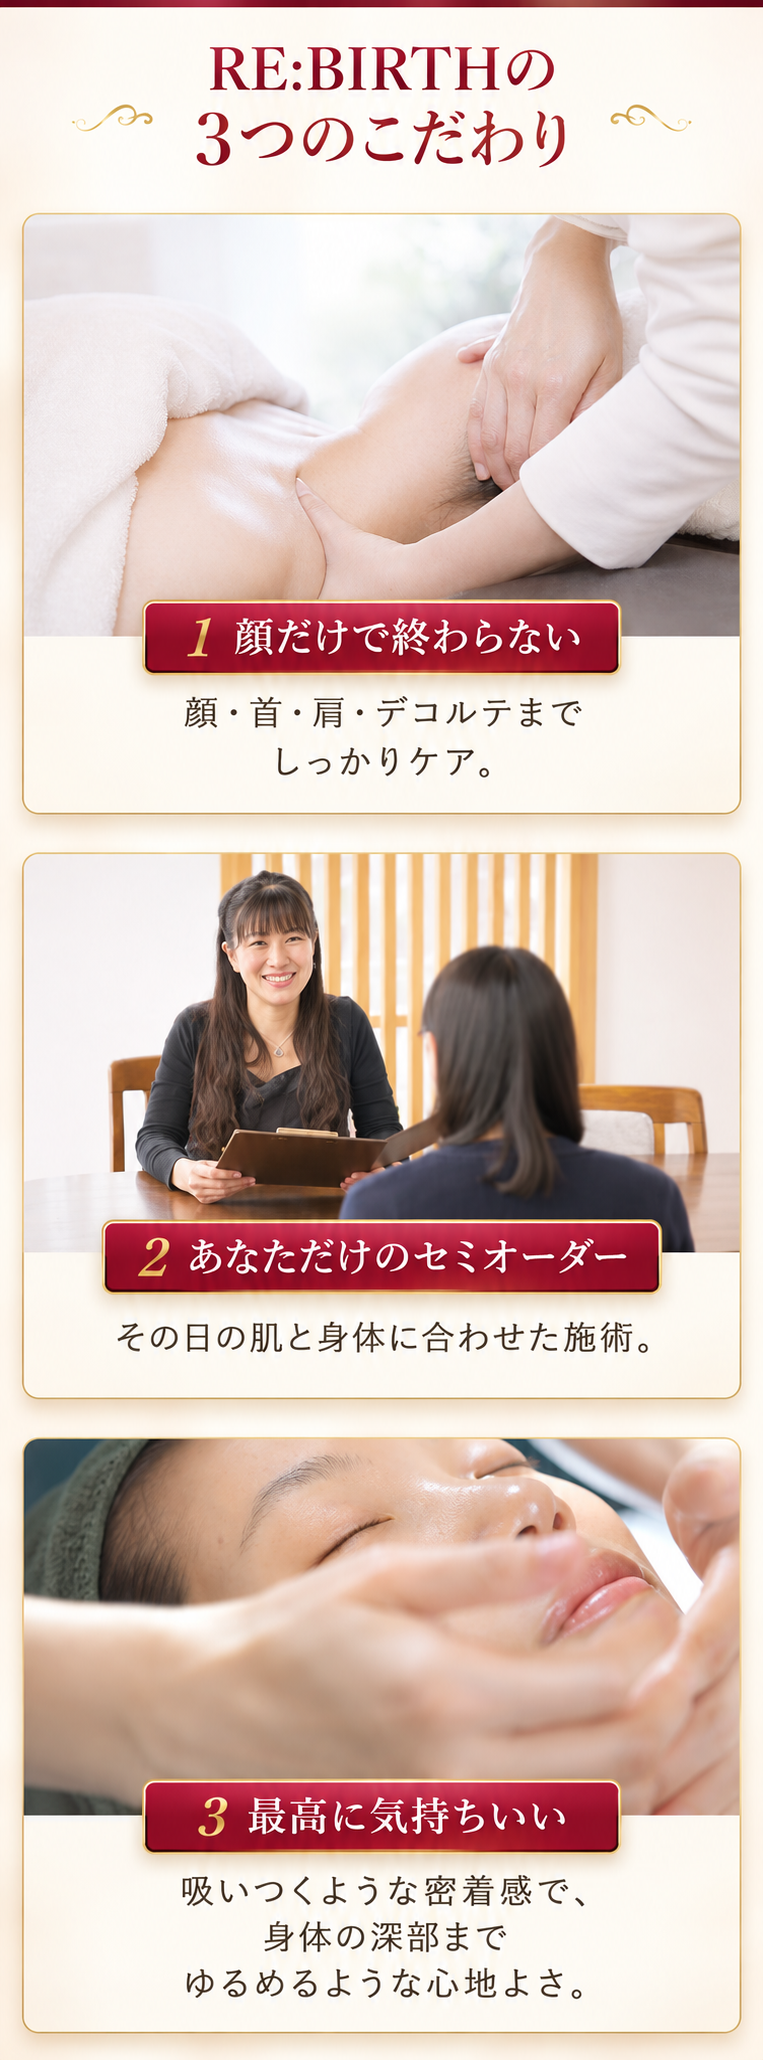 RE:BIRTHの
3つのこだわり
1 顔だけで終わらない
顔・首・肩・デコルテまで
しっかりケア。
2 あなただけのセミオーダー
その日の肌と身体に合わせた施術。
3 最高に気持ちいい
吸いつくような密着感で、
身体の深部まで
ゆるめるような心地よさ。